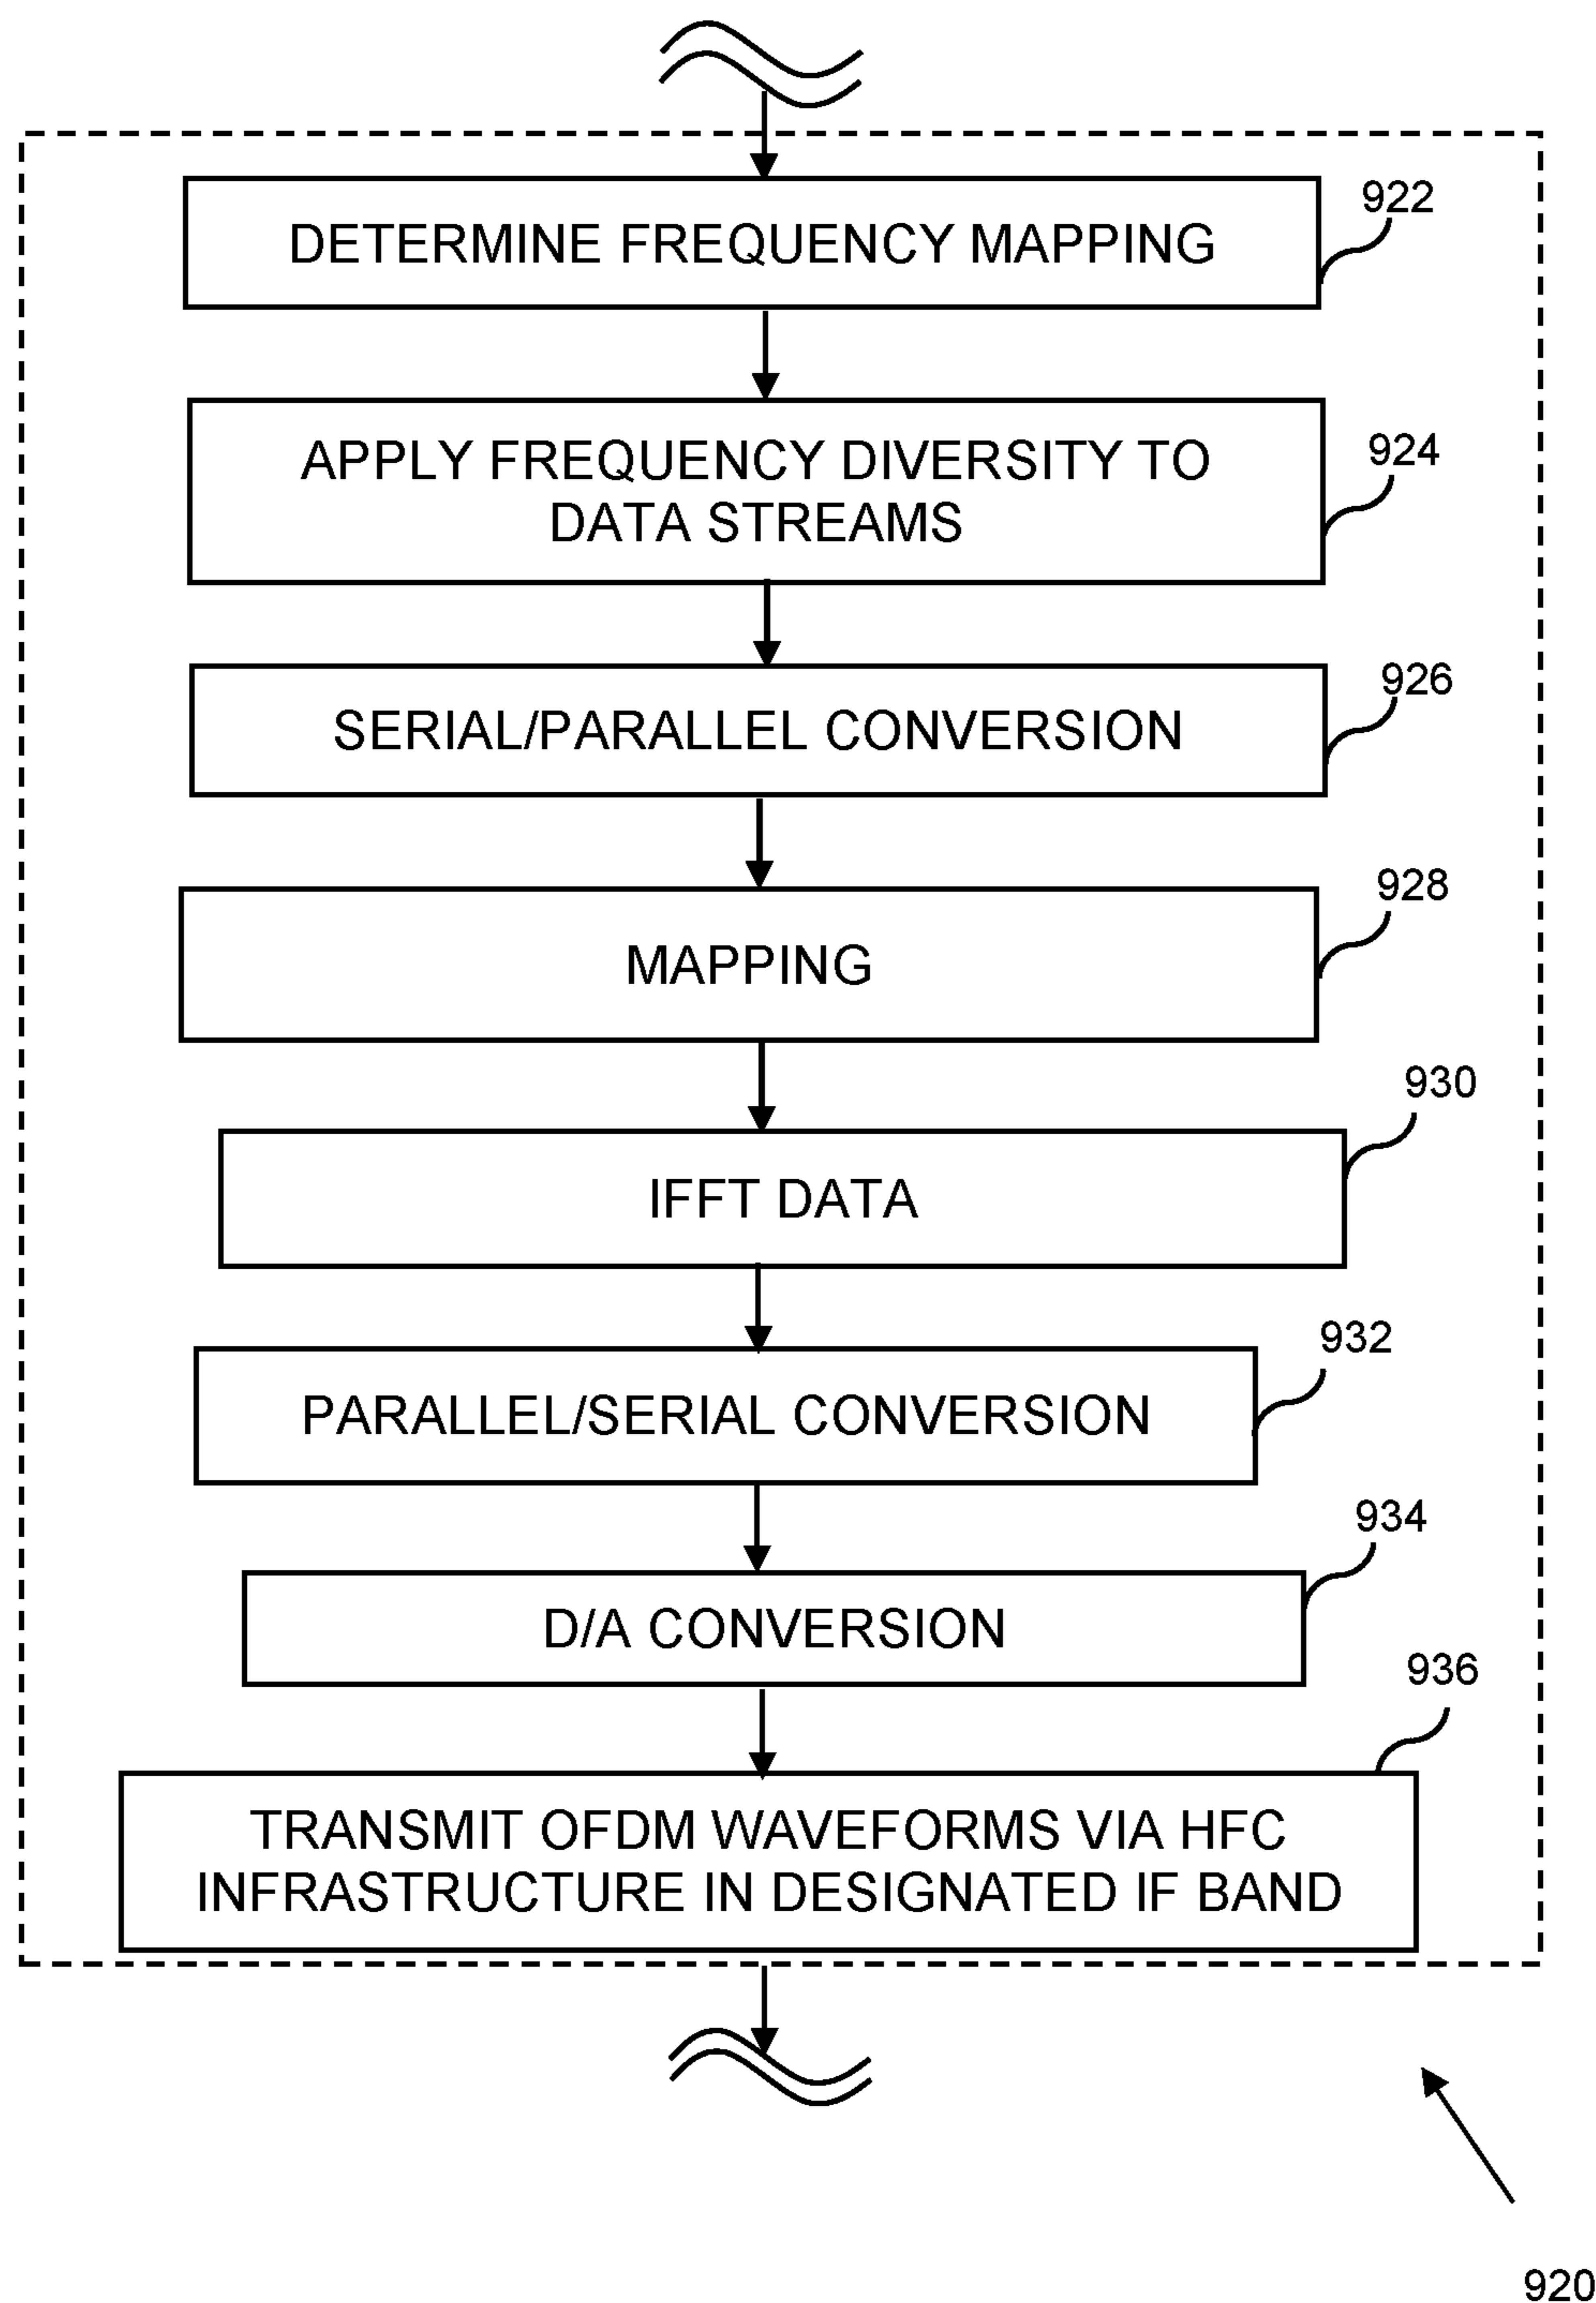 922
DETERMINE FREQUENCY MAPPING
924
APPLY FREQUENCY DIVERSITY TO
DATA STREAMS
926
SERIAL/PARALLEL CONVERSION
928
MAPPING
930
IFFT DATA
932
PARALLEL/SERIAL CONVERSION
934
D/A CONVERSION
936
TRANSMIT OFDM WAVEFORMS VIA HFC
INFRASTRUCTURE IN DESIGNATED IF BAND
920